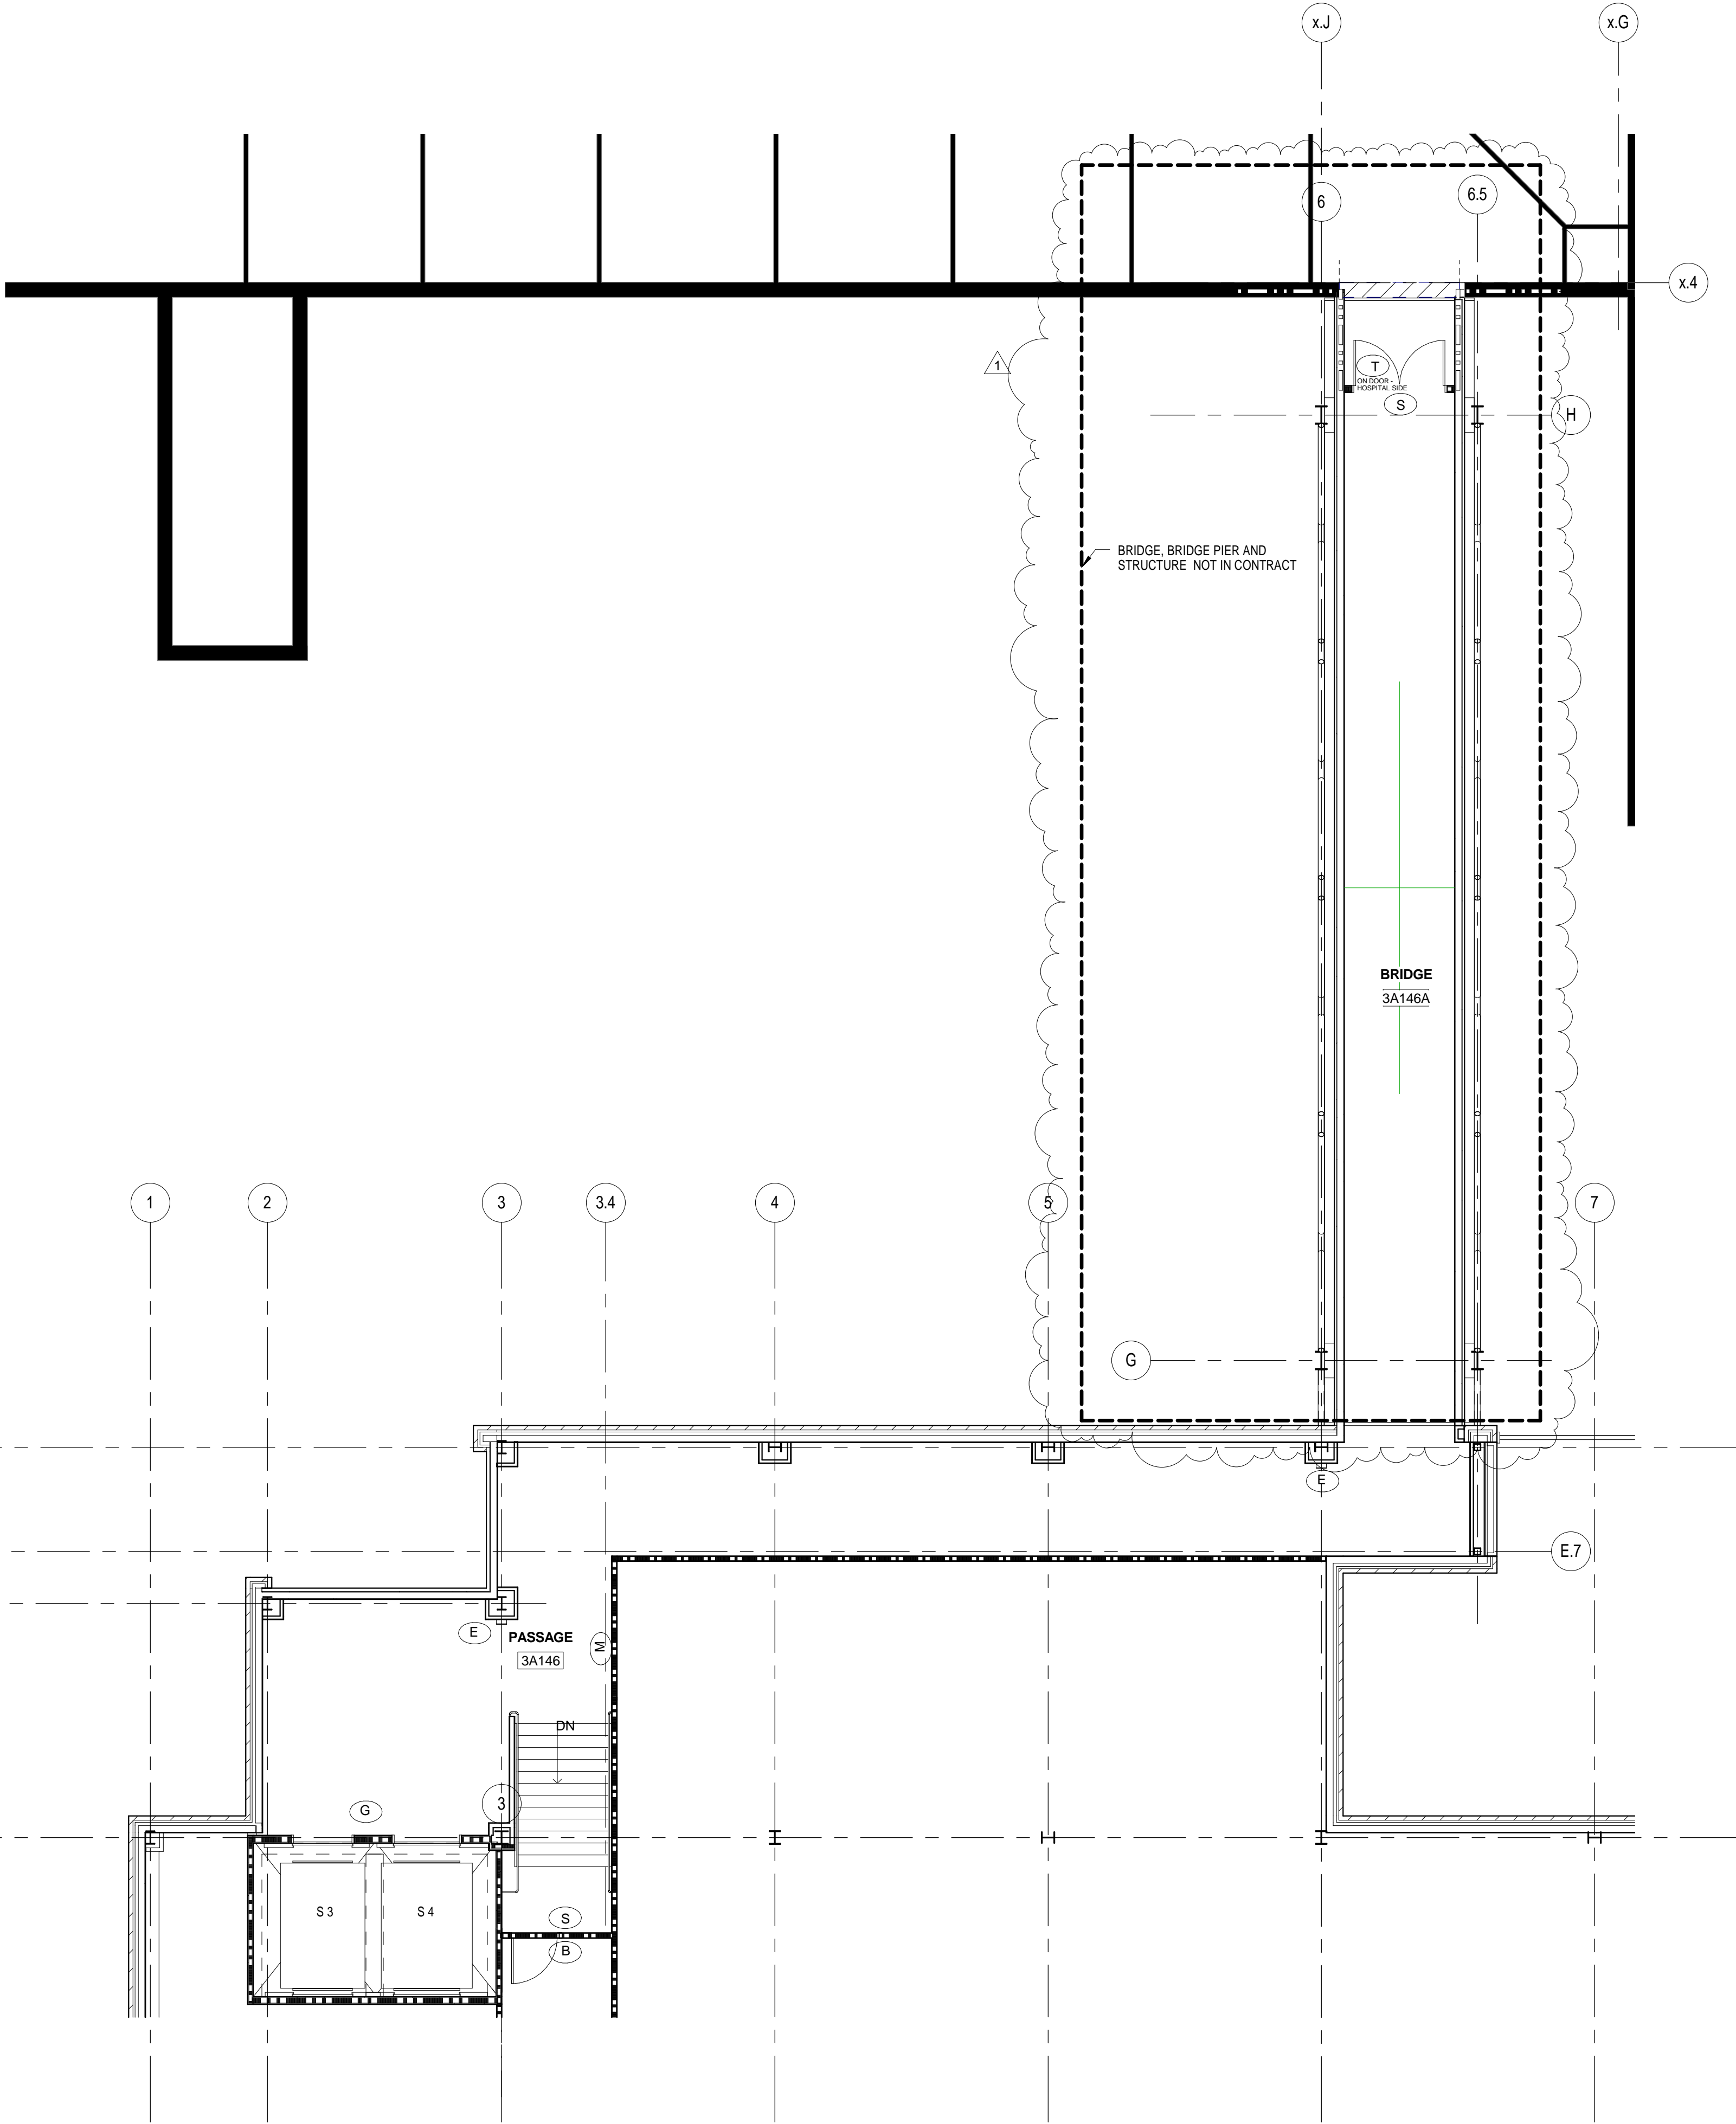 x.J
x.G
6
6.5
x.4
1
T
ON DOOR -
HOSPITAL SIDE
S
H
BRIDGE, BRIDGE PIER AND
STRUCTURE NOT IN CONTRACT
BRIDGE
3A146A
1
2
3
3.4
4
5
7
G
E
E.7
E
PASSAGE
3A146
M
DN
G
3
S 3
S 4
S
B